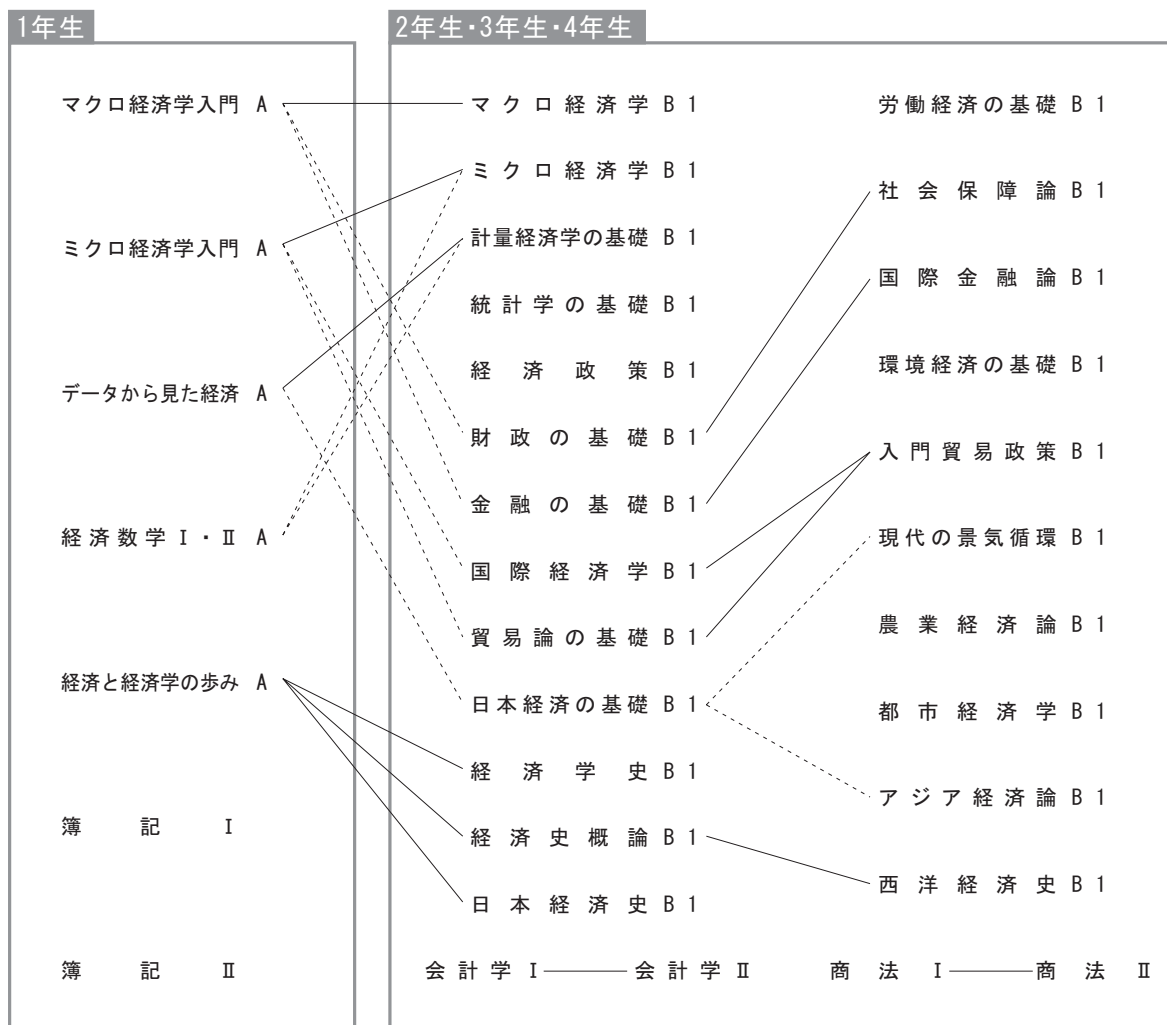 1年生
マクロ経済学入門 A
ミクロ経済学入門 A
データから見た経済 A
経済数学Ⅰ・Ⅱ A
経済と経済学の歩み A
簿記Ⅰ
簿記Ⅱ
2年生・3年生・4年生
マクロ経済学 B 1
ミクロ経済学 B 1
計量経済学の基礎 B 1
統計学の基礎 B 1
経済政策 B 1
財政の基礎 B 1
金融の基礎 B 1
国際経済学 B 1
貿易論の基礎 B 1
日本経済の基礎 B 1
経済学史 B 1
経済史概論 B 1
日本経済史 B 1
労働経済の基礎 B 1
社会保障論 B 1
国際金融論 B 1
環境経済の基礎 B 1
入門貿易政策 B 1
現代の景気循環 B 1
農業経済論 B 1
都市経済学 B 1
アジア経済論 B 1
西洋経済史 B 1
会計学Ⅰ 会計学Ⅱ 商法Ⅰ 商法Ⅱ